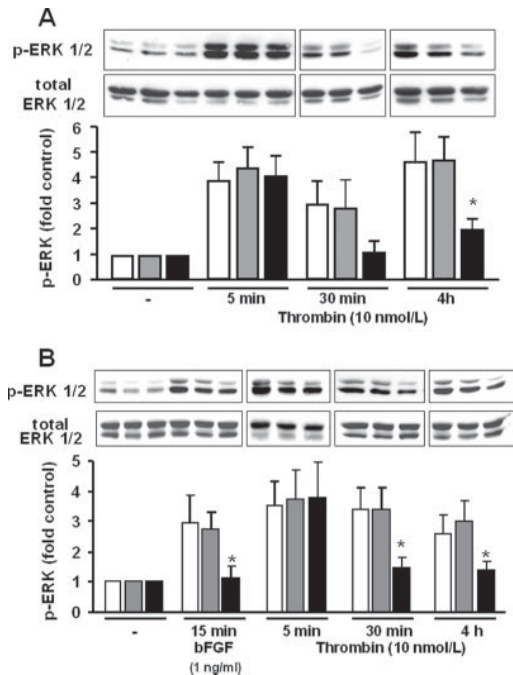 A
p-ERK 1/2
total
ERK 1/2
p-ERK (fold control)
6
5
4
3
2
1
0
*
- 5 min 30 min 4h
Thrombin (10 nmol/L)
B
p-ERK 1/2
total
ERK 1/2
p-ERK (fold control)
5
4
3
2
1
0
* * *
- 15 min 5 min 30 min 4 h
bFGF Thrombin (10 nmol/L)
(1 ng/ml)